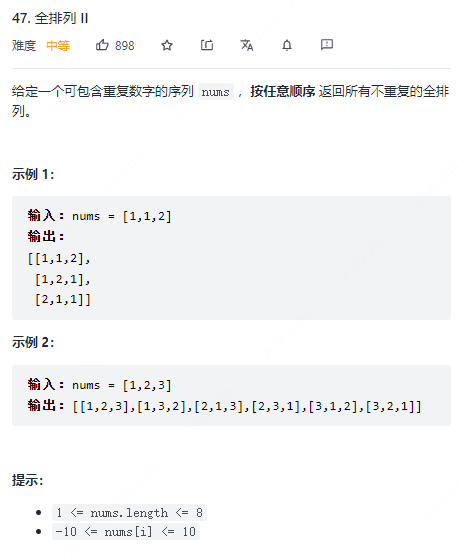 47. 全排列 II
难度 中等 898
给定一个可包含重复数字的序列 nums ，按任意顺序 返回所有不重复的全排
列。
示例 1：
输入：nums = [1,1,2]
输出：
[[1,1,2],
[1,2,1],
[2,1,1]]
示例 2：
输入：nums = [1,2,3]
输出：[[1,2,3],[1,3,2],[2,1,3],[2,3,1],[3,1,2],[3,2,1]]
提示：
• 1 <= nums.length <= 8
• -10 <= nums[i] <= 10